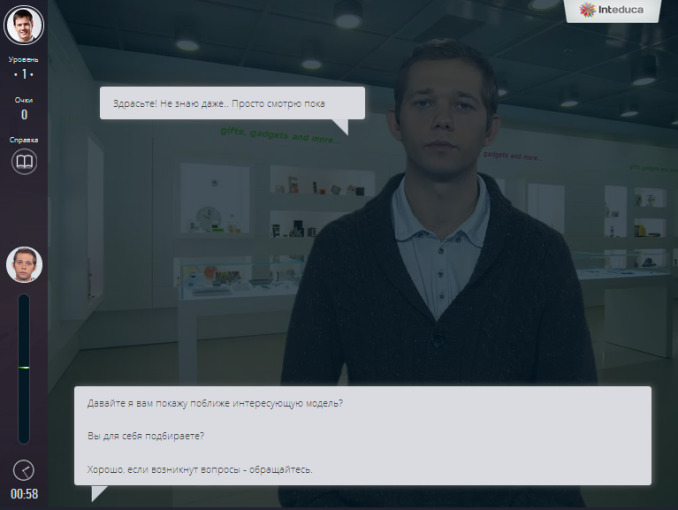 Inteduca
Уровень
• 1 •
Очки
0
Справка
Здрасьте! Не знаю даже.. Просто смотрю пока
gifts, gadgets and more...
gadgets and more...
Давайте я вам покажу поближе интересующую модель?
Вы для себя подбираете?
Хорошо, если возникнут вопросы - обращайтесь.
00:58